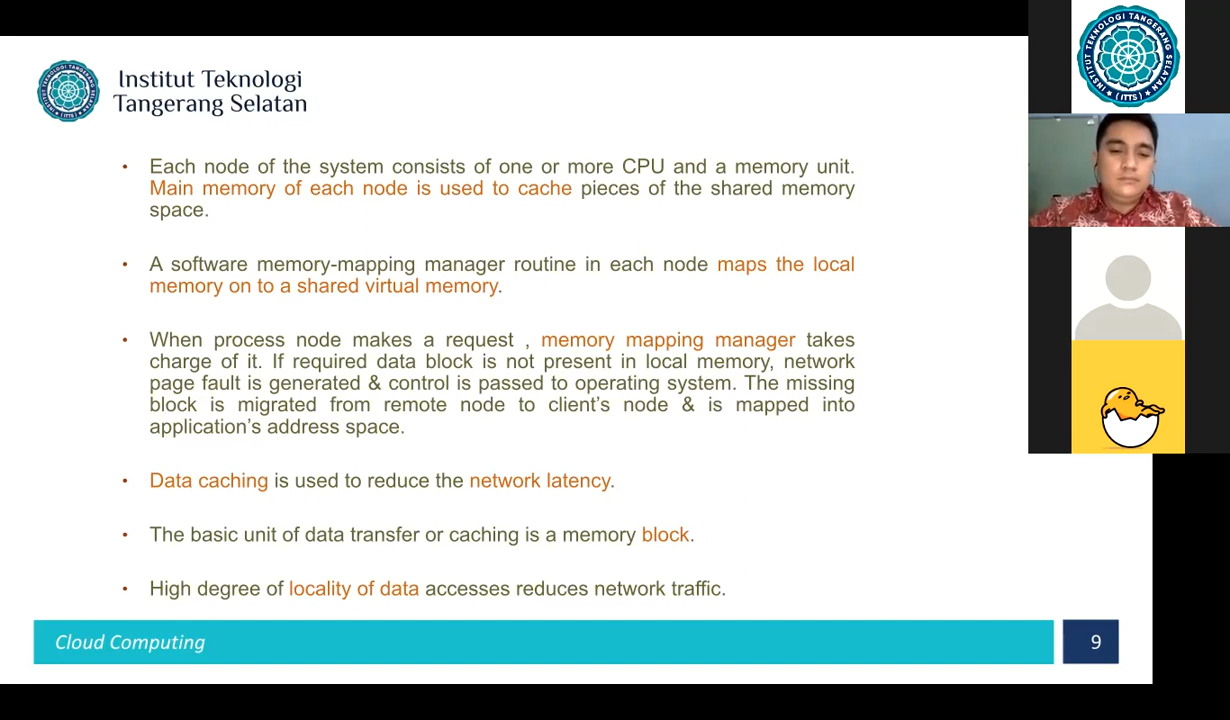 Institut Teknologi
Tangerang Selatan
• Each node of the system consists of one or more CPU and a memory unit.
Main memory of each node is used to cache pieces of the shared memory
space.
• A software memory-mapping manager routine in each node maps the local
memory on to a shared virtual memory.
• When process node makes a request , memory mapping manager takes
charge of it. If required data block is not present in local memory, network
page fault is generated & control is passed to operating system. The missing
block is migrated from remote node to client's node & is mapped into
application's address space.
• Data caching is used to reduce the network latency.
• The basic unit of data transfer or caching is a memory block.
• High degree of locality of data accesses reduces network traffic.
Cloud Computing
9
INSTITUT TEKNOLOGI TANGERANG SELATAN
(ITTS)